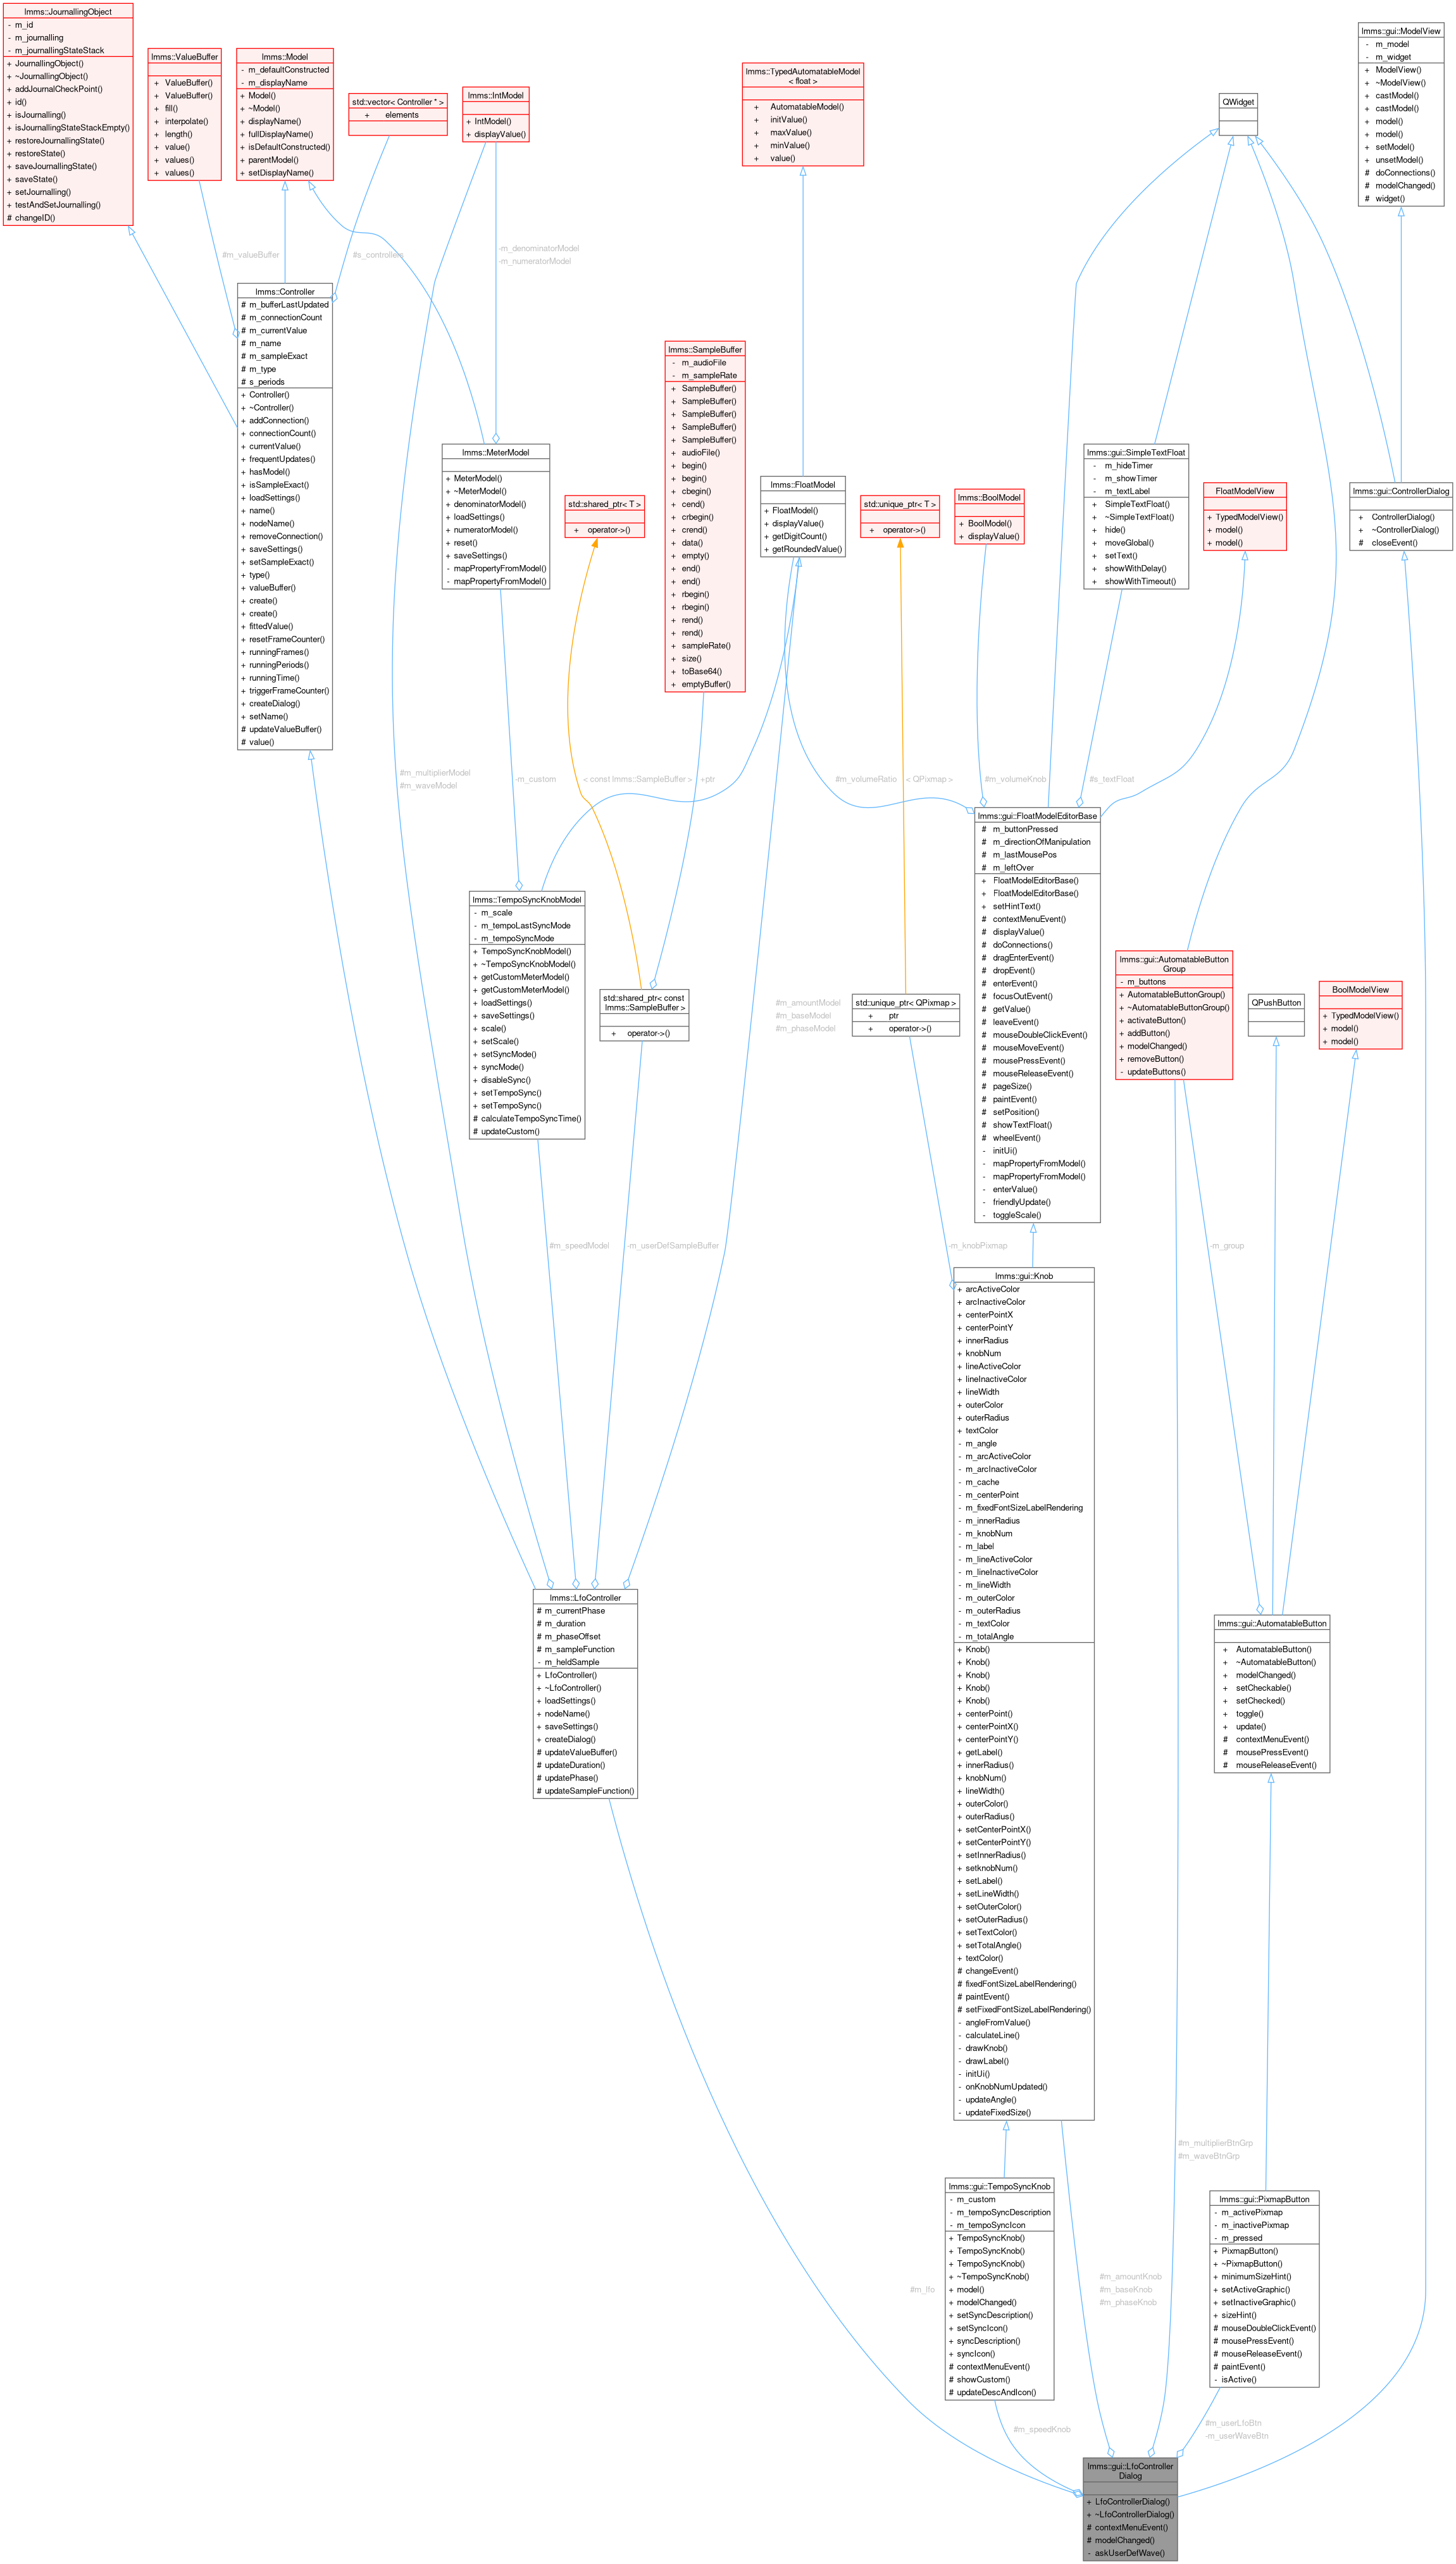 lmms::JournallingObject
- m_id
- m_journalling
- m_journallingStateStack
+ JournallingObject()
+ ~JournallingObject()
+ addJournalCheckPoint()
+ id()
+ isJournalling()
+ isJournallingStateStackEmpty()
+ restoreJournallingState()
+ restoreState()
+ saveJournallingState()
+ saveState()
+ setJournalling()
+ testAndSetJournalling()
# changeID()
lmms::ValueBuffer
+ ValueBuffer()
+ ValueBuffer()
+ fill()
+ interpolate()
+ length()
+ value()
+ values()
+ values()
lmms::Model
- m_defaultConstructed
- m_displayName
+ Model()
+ ~Model()
+ displayName()
+ fullDisplayName()
+ isDefaultConstructed()
+ parentModel()
+ setDisplayName()
std::vector< Controller * >
+ elements
lmms::IntModel
+ IntModel()
+ displayValue()
lmms::TypedAutomatableModel
< float >
+ AutomatableModel()
+ initValue()
+ maxValue()
+ minValue()
+ value()
QWidget
lmms::gui::ModelView
- m_model
- m_widget
+ ModelView()
+ ~ModelView()
+ castModel()
+ castModel()
+ model()
+ model()
+ setModel()
+ unsetModel()
# doConnections()
# modelChanged()
# widget()
#m_valueBuffer
#s_controllers
-m_denominatorModel
-m_numeratorModel
lmms::Controller
# m_bufferLastUpdated
# m_connectionCount
# m_currentValue
# m_name
# m_sampleExact
# m_type
# s_periods
+ Controller()
+ ~Controller()
+ addConnection()
+ connectionCount()
+ currentValue()
+ frequentUpdates()
+ hasModel()
+ isSampleExact()
+ loadSettings()
+ name()
+ nodeName()
+ removeConnection()
+ saveSettings()
+ setSampleExact()
+ type()
+ valueBuffer()
+ create()
+ create()
+ fittedValue()
+ resetFrameCounter()
+ runningFrames()
+ runningPeriods()
+ runningTime()
+ triggerFrameCounter()
+ createDialog()
+ setName()
# updateValueBuffer()
# value()
lmms::MeterModel
+ MeterModel()
+ ~MeterModel()
+ denominatorModel()
+ loadSettings()
+ numeratorModel()
+ reset()
+ saveSettings()
- mapPropertyFromModel()
- mapPropertyFromModel()
std::shared_ptr< T >
+ operator->()
lmms::SampleBuffer
- m_audioFile
- m_sampleRate
+ SampleBuffer()
+ SampleBuffer()
+ SampleBuffer()
+ SampleBuffer()
+ SampleBuffer()
+ audioFile()
+ begin()
+ begin()
+ cbegin()
+ cend()
+ crbegin()
+ crend()
+ data()
+ empty()
+ end()
+ end()
+ rbegin()
+ rbegin()
+ rend()
+ rend()
+ sampleRate()
+ size()
+ toBase64()
+ emptyBuffer()
lmms::FloatModel
+ FloatModel()
+ displayValue()
+ getDigitCount()
+ getRoundedValue()
std::unique_ptr< T >
+ operator->()
lmms::BoolModel
+ BoolModel()
+ displayValue()
lmms::gui::SimpleTextFloat
- m_hideTimer
- m_showTimer
- m_textLabel
+ SimpleTextFloat()
+ ~SimpleTextFloat()
+ hide()
+ moveGlobal()
+ setText()
+ showWithDelay()
+ showWithTimeout()
FloatModelView
+ TypedModelView()
+ model()
+ model()
lmms::gui::ControllerDialog
+ ControllerDialog()
+ ~ControllerDialog()
# closeEvent()
#m_multiplierModel
#m_waveModel
-m_custom
< const lmms::SampleBuffer >
+ptr
#m_volumeRatio
< QPixmap >
#m_volumeKnob
#s_textFloat
lmms::TempoSyncKnobModel
- m_scale
- m_tempoLastSyncMode
- m_tempoSyncMode
+ TempoSyncKnobModel()
+ ~TempoSyncKnobModel()
+ getCustomMeterModel()
+ getCustomMeterModel()
+ loadSettings()
+ saveSettings()
+ scale()
+ setScale()
+ setSyncMode()
+ syncMode()
+ disableSync()
+ setTempoSync()
+ setTempoSync()
# calculateTempoSyncTime()
# updateCustom()
std::shared_ptr< const
lmms::SampleBuffer >
+ operator->()
#m_amountModel
#m_baseModel
#m_phaseModel
std::unique_ptr< QPixmap >
+ ptr
+ operator->()
lmms::gui::FloatModelEditorBase
# m_buttonPressed
# m_directionOfManipulation
# m_lastMousePos
# m_leftOver
+ FloatModelEditorBase()
+ FloatModelEditorBase()
+ setHintText()
# contextMenuEvent()
# displayValue()
# doConnections()
# dragEnterEvent()
# dropEvent()
# enterEvent()
# focusOutEvent()
# getValue()
# leaveEvent()
# mouseDoubleClickEvent()
# mouseMoveEvent()
# mousePressEvent()
# mouseReleaseEvent()
# pageSize()
# paintEvent()
# setPosition()
# showTextFloat()
# wheelEvent()
- initUi()
- mapPropertyFromModel()
- mapPropertyFromModel()
- enterValue()
- friendlyUpdate()
- toggleScale()
lmms::gui::AutomatableButton
Group
- m_buttons
+ AutomatableButtonGroup()
+ ~AutomatableButtonGroup()
+ activateButton()
+ addButton()
+ modelChanged()
+ removeButton()
- updateButtons()
QPushButton
BoolModelView
+ TypedModelView()
+ model()
+ model()
#m_speedModel
-m_userDefSampleBuffer
-m_knobPixmap
-m_group
lmms::gui::Knob
+ arcActiveColor
+ arcInactiveColor
+ centerPointX
+ centerPointY
+ innerRadius
+ knobNum
+ lineActiveColor
+ lineInactiveColor
+ lineWidth
+ outerColor
+ outerRadius
+ textColor
- m_angle
- m_arcActiveColor
- m_arcInactiveColor
- m_cache
- m_centerPoint
- m_fixedFontSizeLabelRendering
- m_innerRadius
- m_knobNum
- m_label
- m_lineActiveColor
- m_lineInactiveColor
- m_lineWidth
- m_outerColor
- m_outerRadius
- m_textColor
- m_totalAngle
+ Knob()
+ Knob()
+ Knob()
+ Knob()
+ Knob()
+ centerPoint()
+ centerPointX()
+ centerPointY()
+ getLabel()
+ innerRadius()
+ knobNum()
+ lineWidth()
+ outerColor()
+ outerRadius()
+ setCenterPointX()
+ setCenterPointY()
+ setInnerRadius()
+ setknobNum()
+ setLabel()
+ setLineWidth()
+ setOuterColor()
+ setOuterRadius()
+ setTextColor()
+ setTotalAngle()
+ textColor()
# changeEvent()
# fixedFontSizeLabelRendering()
# paintEvent()
# setFixedFontSizeLabelRendering()
- angleFromValue()
- calculateLine()
- drawKnob()
- drawLabel()
- initUi()
- onKnobNumUpdated()
- updateAngle()
- updateFixedSize()
lmms::LfoController
# m_currentPhase
# m_duration
# m_phaseOffset
# m_sampleFunction
- m_heldSample
+ LfoController()
+ ~LfoController()
+ loadSettings()
+ nodeName()
+ saveSettings()
+ createDialog()
# updateValueBuffer()
# updateDuration()
# updatePhase()
# updateSampleFunction()
lmms::gui::AutomatableButton
+ AutomatableButton()
+ ~AutomatableButton()
+ modelChanged()
+ setCheckable()
+ setChecked()
+ toggle()
+ update()
# contextMenuEvent()
# mousePressEvent()
# mouseReleaseEvent()
#m_multiplierBtnGrp
#m_waveBtnGrp
lmms::gui::TempoSyncKnob
- m_custom
- m_tempoSyncDescription
- m_tempoSyncIcon
+ TempoSyncKnob()
+ TempoSyncKnob()
+ TempoSyncKnob()
+ ~TempoSyncKnob()
+ model()
+ modelChanged()
+ setSyncDescription()
+ setSyncIcon()
+ syncDescription()
+ syncIcon()
# contextMenuEvent()
# showCustom()
# updateDescAndIcon()
lmms::gui::PixmapButton
- m_activePixmap
- m_inactivePixmap
- m_pressed
+ PixmapButton()
+ ~PixmapButton()
+ minimumSizeHint()
+ setActiveGraphic()
+ setInactiveGraphic()
+ sizeHint()
# mouseDoubleClickEvent()
# mousePressEvent()
# mouseReleaseEvent()
# paintEvent()
- isActive()
#m_lfo
#m_amountKnob
#m_baseKnob
#m_phaseKnob
#m_speedKnob
#m_userLfoBtn
-m_userWaveBtn
lmms::gui::LfoController
Dialog
+ LfoControllerDialog()
+ ~LfoControllerDialog()
# contextMenuEvent()
# modelChanged()
- askUserDefWave()